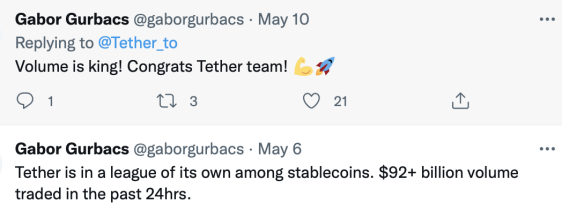 Gabor Gurbacs @gaborgurbacs · May 10
Replying to @Tether_to
Volume is king! Congrats Tether team! 💪🚀
1 3 21
Gabor Gurbacs @gaborgurbacs · May 6
Tether is in a league of its own among stablecoins. $92+ billion volume
traded in the past 24hrs.